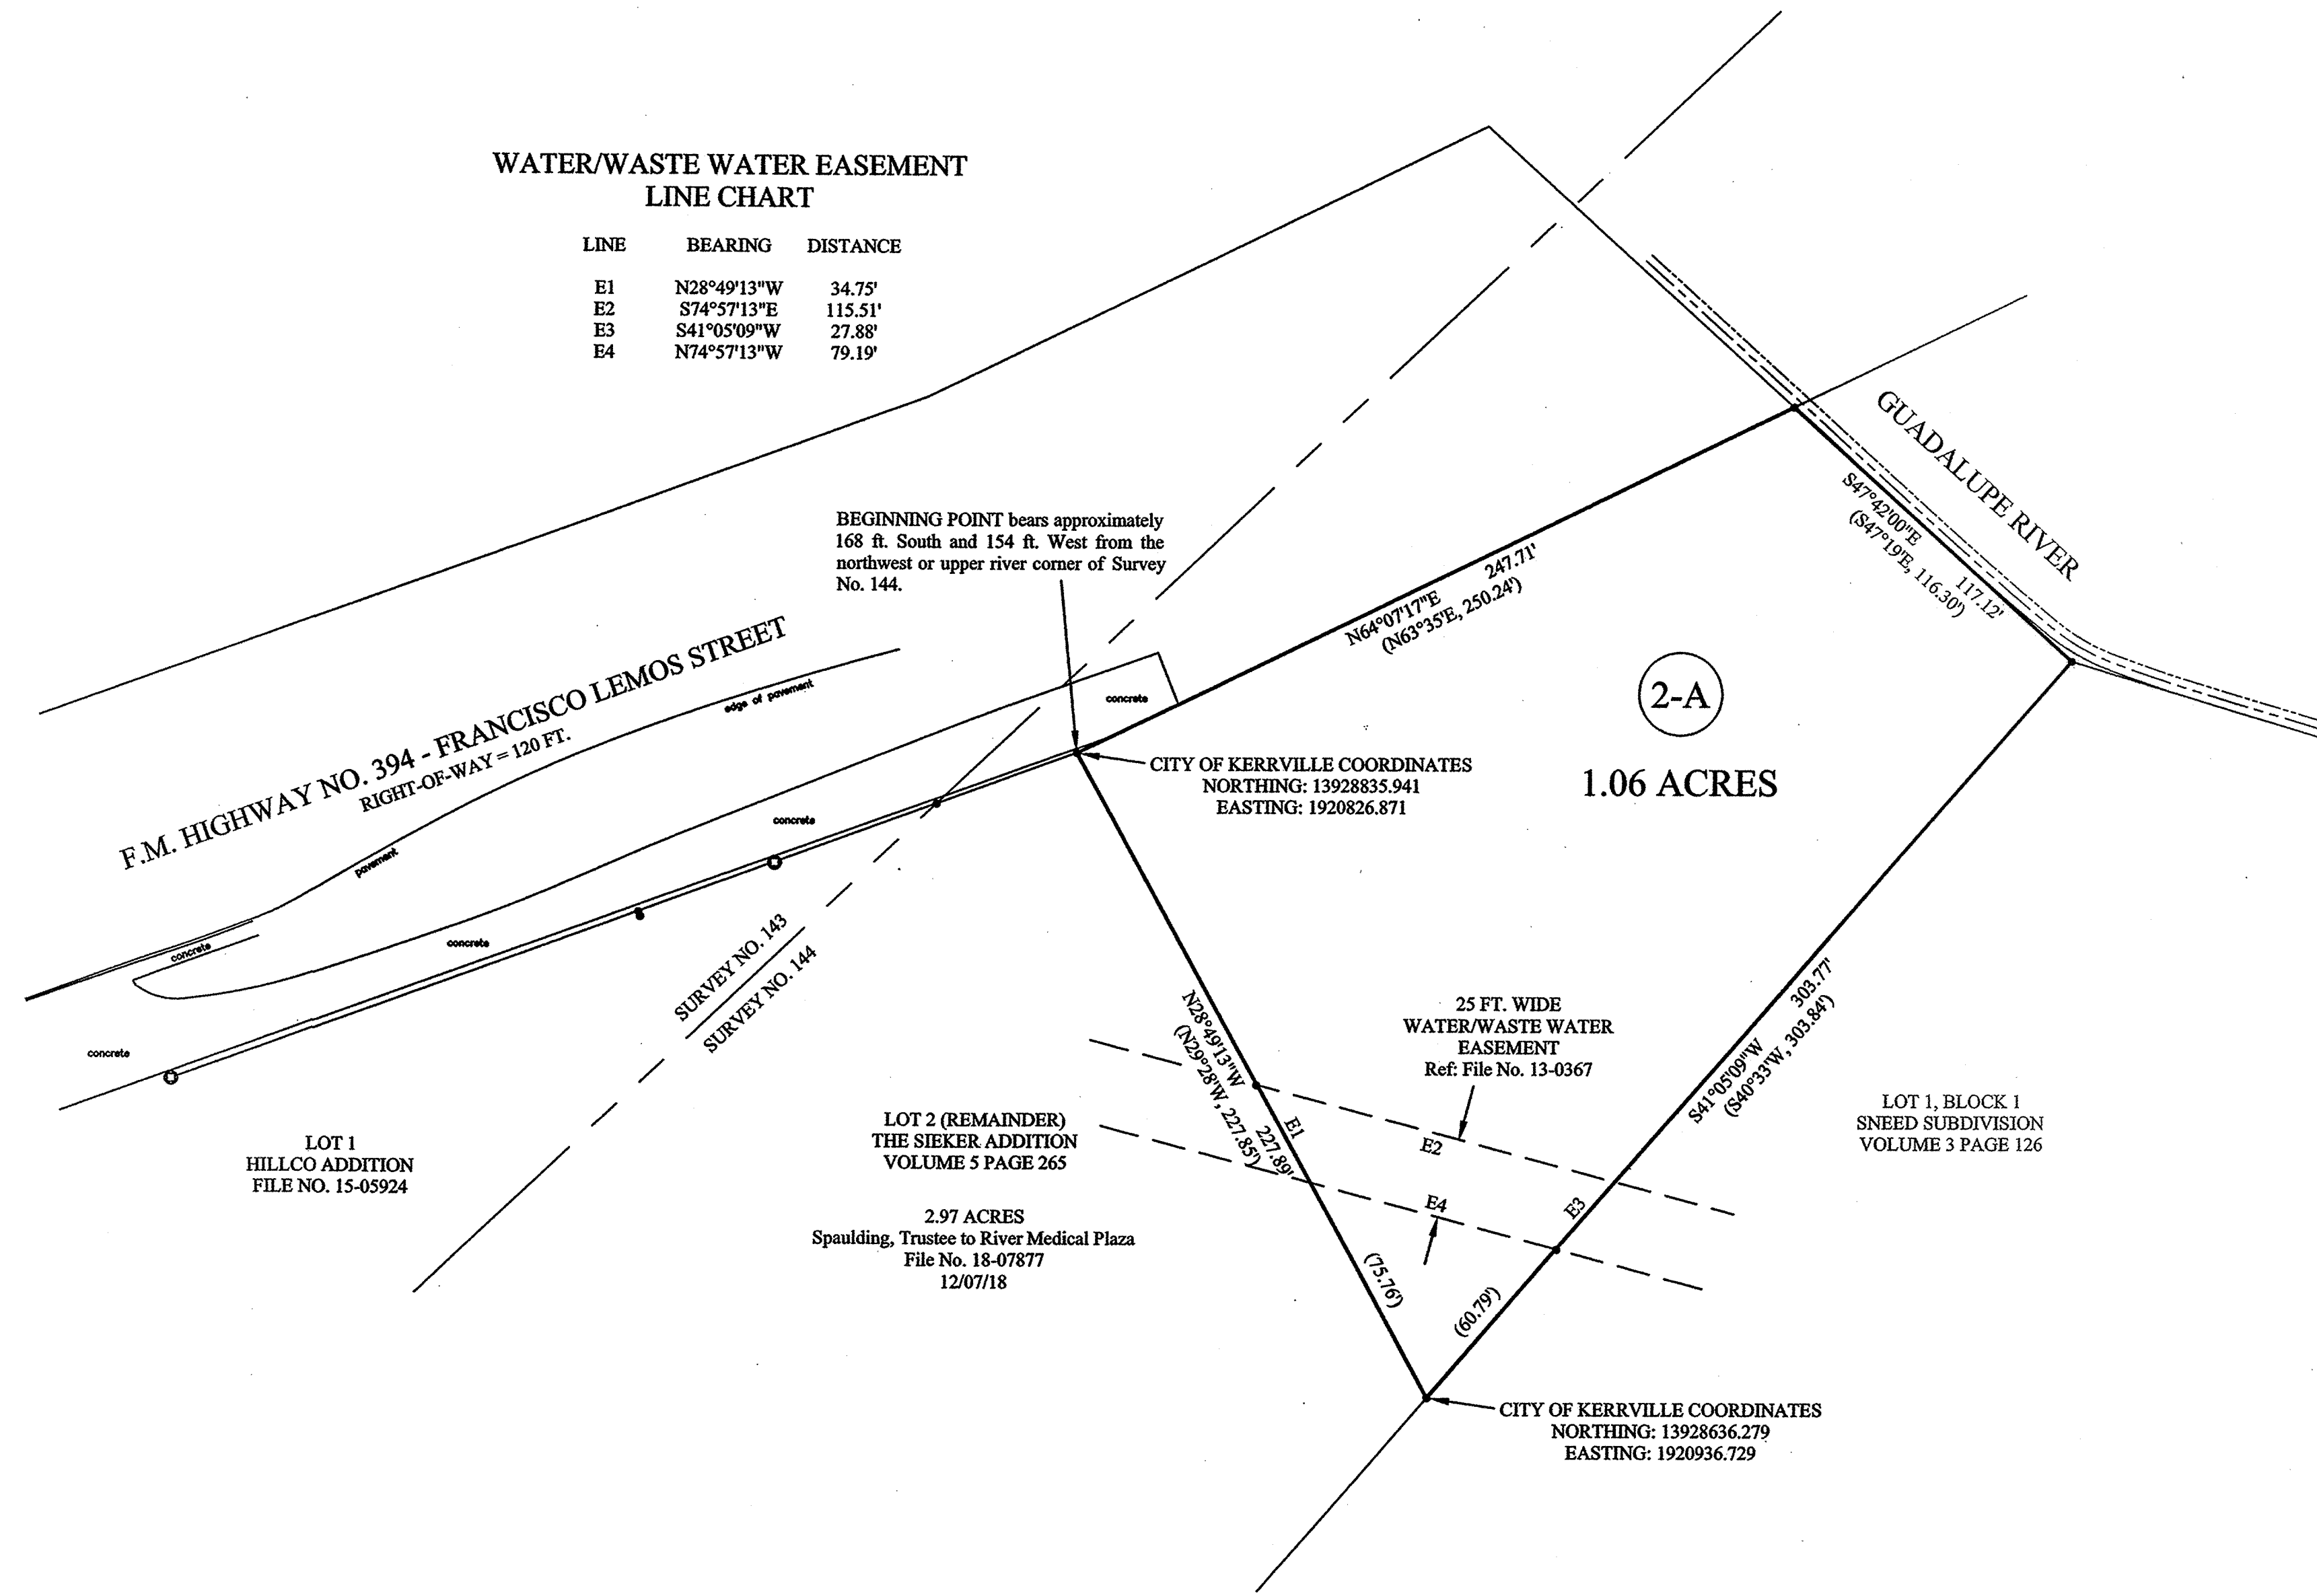 WATER/WASTE WATER EASEMENT
LINE CHART
LINE BEARING DISTANCE
E1 N28°49'13"W 34.75'
E2 S74°57'13"E 115.51'
E3 S41°05'09"W 27.88'
E4 N74°57'13"W 79.19'
GUADALUPE RIVER
S47°42'00"E 117.12'
(S47°19'E, 116.30')
BEGINNING POINT bears approximately
168 ft. South and 154 ft. West from the
northwest or upper river corner of Survey
No. 144.
N64°07'17"E 247.71'
(N63°35'E, 250.24')
F.M. HIGHWAY NO. 394 - FRANCISCO LEMOS STREET
RIGHT-OF-WAY = 120 FT.
edge of pavement
concrete
2-A
1.06 ACRES
CITY OF KERRVILLE COORDINATES
NORTHING: 13928835.941
EASTING: 1920826.871
concrete
pavement
concrete
concrete
concrete
SURVEY NO. 143
SURVEY NO. 144
N28°49'13"W 227.89'
(N29°28'W, 227.85')
E1
25 FT. WIDE
WATER/WASTE WATER
EASEMENT
Ref: File No. 13-0367
S41°05'09"W 303.77'
(S40°33'W, 303.84')
LOT 1, BLOCK 1
SNEED SUBDIVISION
VOLUME 3 PAGE 126
LOT 1
HILLCO ADDITION
FILE NO. 15-05924
LOT 2 (REMAINDER)
THE SIEKER ADDITION
VOLUME 5 PAGE 265
E2
E4
E3
2.97 ACRES
Spaulding, Trustee to River Medical Plaza
File No. 18-07877
12/07/18
(75.76')
(60.79')
CITY OF KERRVILLE COORDINATES
NORTHING: 13928636.279
EASTING: 1920936.729